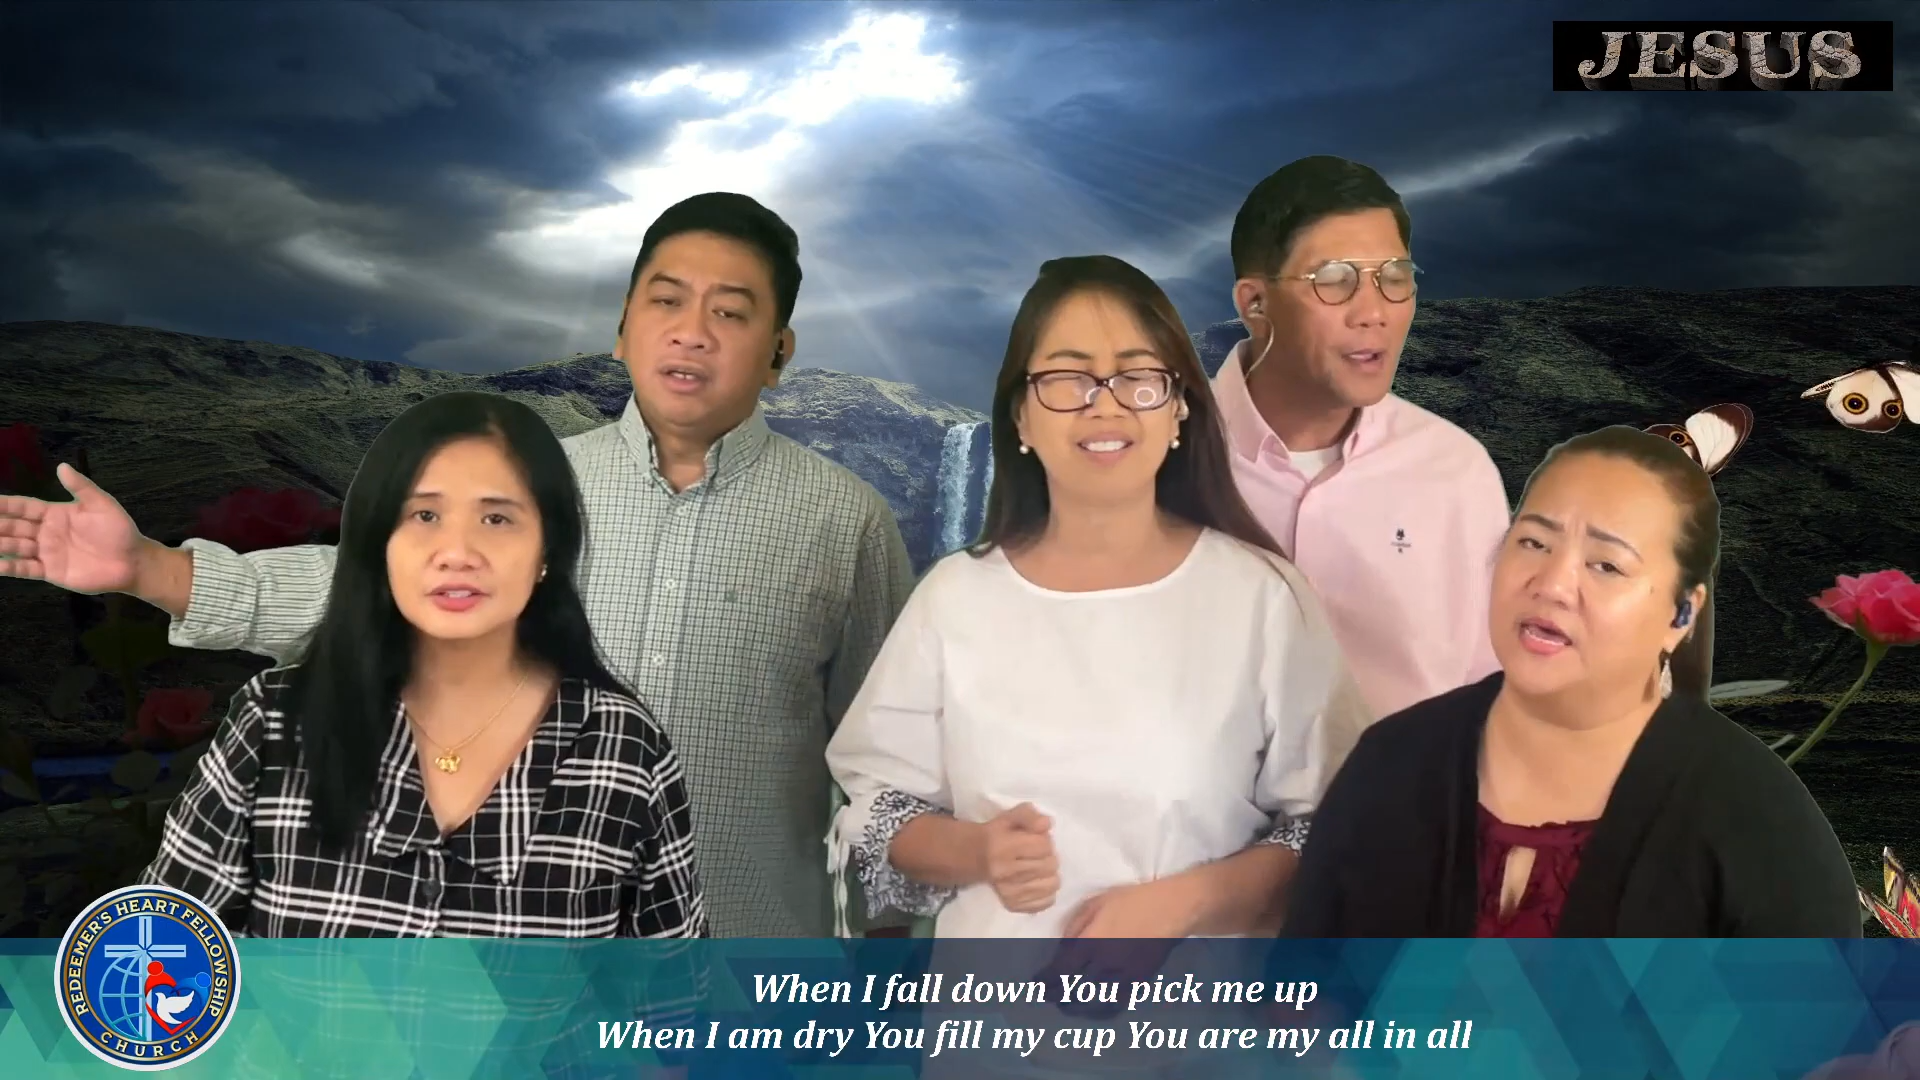 JESUS
When I fall down You pick me up
When I am dry You fill my cup You are my all in all
REDEEMER'S HEART FELLOWSHIP
CHURCH